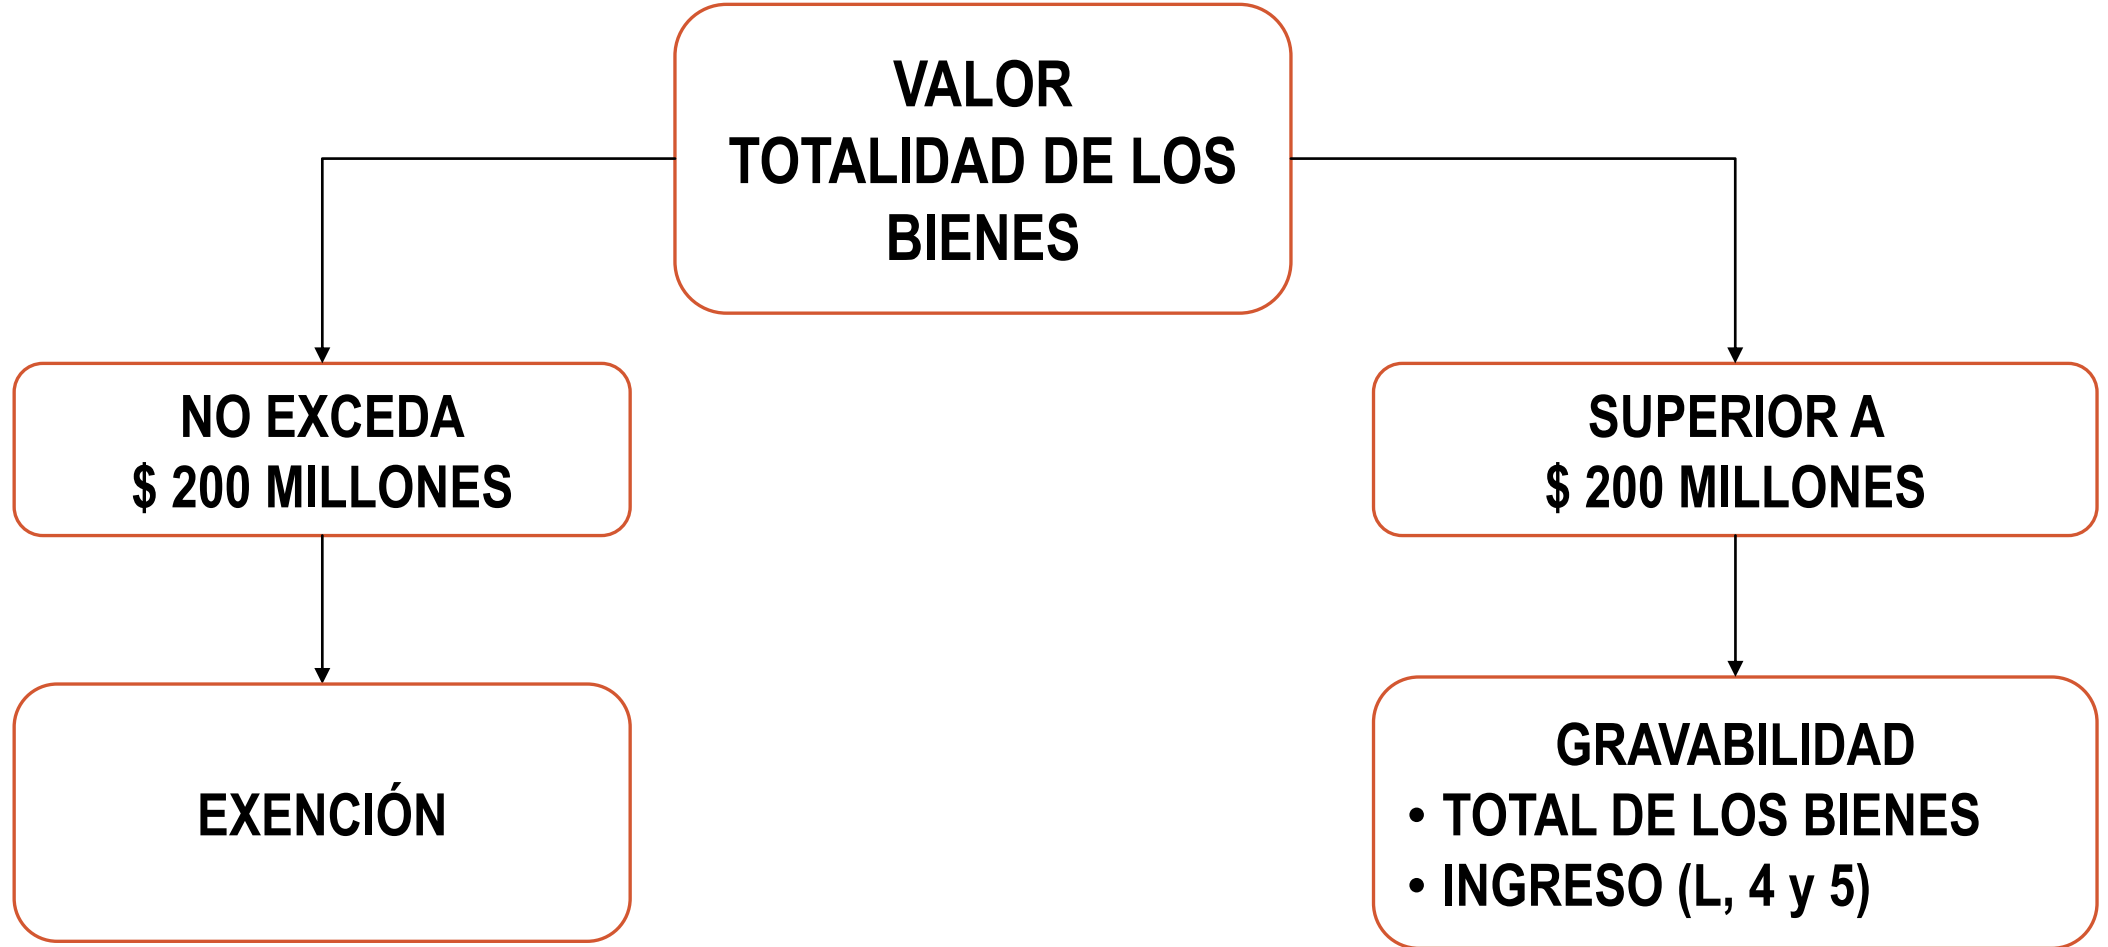 VALOR
TOTALIDAD DE LOS
BIENES
NO EXCEDA
$ 200 MILLONES
SUPERIOR A
$ 200 MILLONES
EXENCIÓN
GRAVABILIDAD
• TOTAL DE LOS BIENES
• INGRESO (L, 4 y 5)